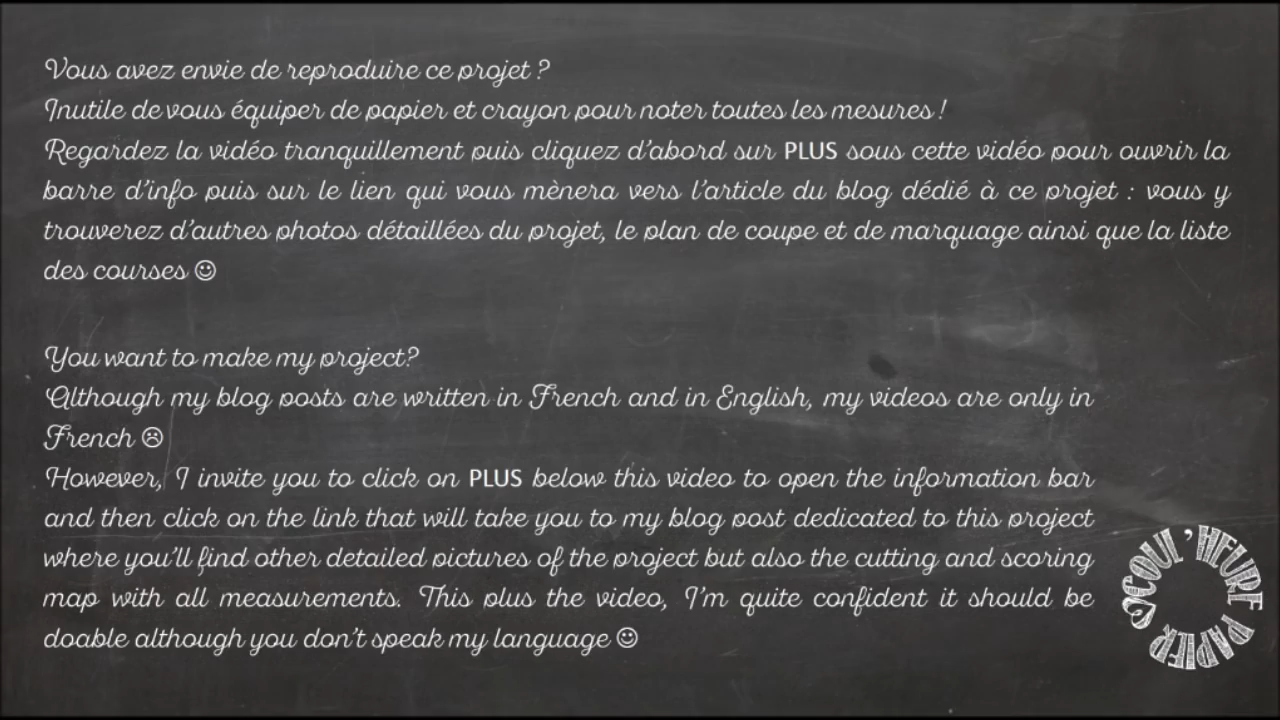 Vous avez envie de reproduire ce projet ?
Inutile de vous équiper de papier et crayon pour noter toutes les mesures !
Regardez la vidéo tranquillement puis cliquez d'abord sur PLUS sous cette vidéo pour ouvrir la
barre d'info puis sur le lien qui vous mènera vers l'article du blog dédié à ce projet : vous y
trouverez d'autres photos détaillées du projet, le plan de coupe et de marquage ainsi que la liste
des courses ☺
You want to make my project?
Although my blog posts are written in French and in English, my videos are only in
French ☹
However, I invite you to click on PLUS below this video to open the information bar
and then click on the link that will take you to my blog post dedicated to this project
where you'll find other detailed pictures of the project but also the cutting and scoring
map with all measurements. This plus the video, I'm quite confident it should be
doable although you don't speak my language ☺
COUL'HEURE PAPIER